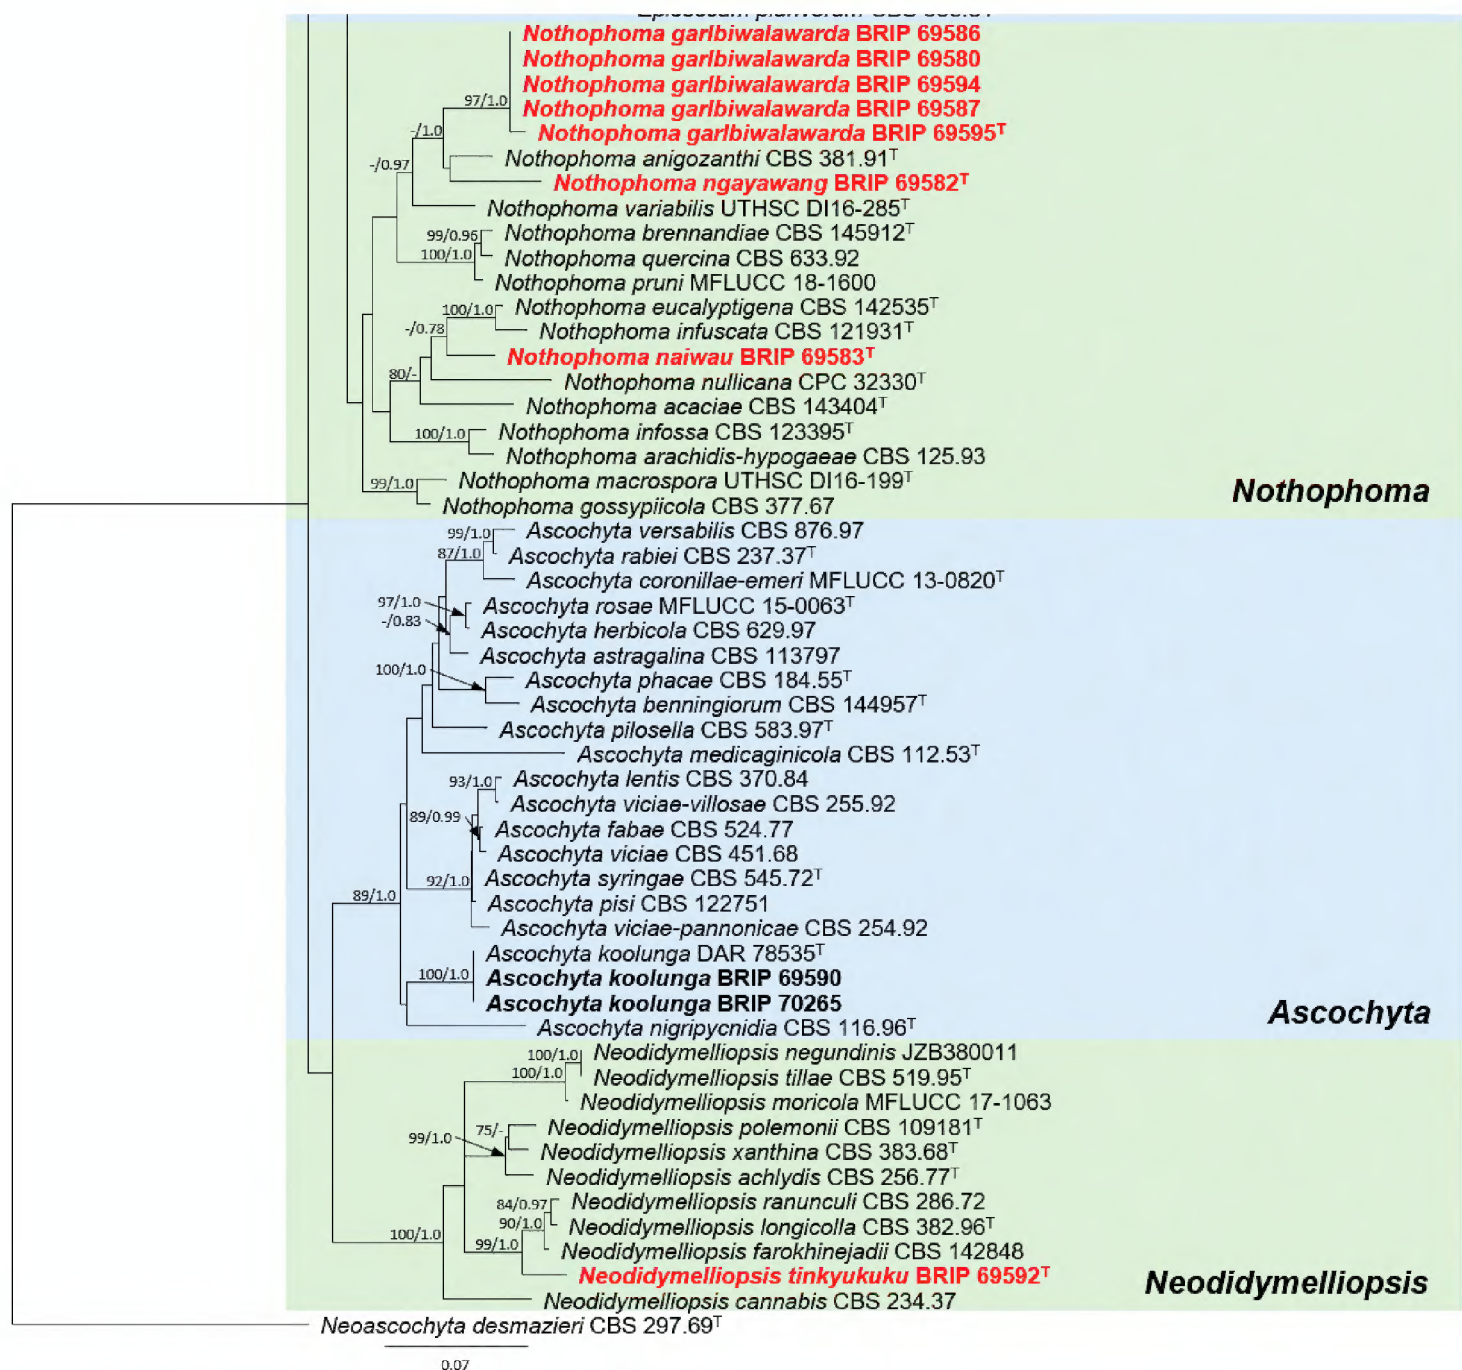 Nothophoma garlbiwalawarda BRIP 69586
Nothophoma garlbiwalawarda BRIP 69580
Nothophoma garlbiwalawarda BRIP 69594
97/1.0 Nothophoma garlbiwalawarda BRIP 69587
-/1.0 Nothophoma garlbiwalawarda BRIP 69595ᵀ
-/0.97 Nothophoma anigozanthi CBS 381.91ᵀ
Nothophoma ngayawang BRIP 69582ᵀ
Nothophoma variabilis UTHSC DI16-285ᵀ
99/0.96 Nothophoma brennandiae CBS 145912ᵀ
100/1.0 Nothophoma quercina CBS 633.92
Nothophoma pruni MFLUCC 18-1600
100/1.0 Nothophoma eucalyptigena CBS 142535ᵀ
-/0.78 Nothophoma infuscata CBS 121931ᵀ
Nothophoma naiwau BRIP 69583ᵀ
80/- Nothophoma nullicana CPC 32330ᵀ
Nothophoma acaciae CBS 143404ᵀ
100/1.0 Nothophoma infossa CBS 123395ᵀ
Nothophoma arachidis-hypogaeae CBS 125.93
99/1.0 Nothophoma macrospora UTHSC DI16-199ᵀ
Nothophoma
Nothophoma gossypiicola CBS 377.67
99/1.0 Ascochyta versabilis CBS 876.97
87/1.0 Ascochyta rabiei CBS 237.37ᵀ
Ascochyta coronillae-emeri MFLUCC 13-0820ᵀ
97/1.0 Ascochyta rosae MFLUCC 15-0063ᵀ
-/0.83 Ascochyta herbicola CBS 629.97
Ascochyta astragalina CBS 113797
100/1.0 Ascochyta phacae CBS 184.55ᵀ
Ascochyta benningiorum CBS 144957ᵀ
Ascochyta pilosella CBS 583.97ᵀ
Ascochyta medicaginicola CBS 112.53ᵀ
93/1.0 Ascochyta lentis CBS 370.84
Ascochyta viciae-villosae CBS 255.92
89/0.99 Ascochyta fabae CBS 524.77
Ascochyta viciae CBS 451.68
92/1.0 Ascochyta syringae CBS 545.72ᵀ
89/1.0 Ascochyta pisi CBS 122751
Ascochyta viciae-pannonicae CBS 254.92
Ascochyta koolunga DAR 78535ᵀ
100/1.0 Ascochyta koolunga BRIP 69590
Ascochyta koolunga BRIP 70265
Ascochyta
Ascochyta nigripycnidia CBS 116.96ᵀ
100/1.0 Neodidymelliopsis negundinis JZB380011
100/1.0 Neodidymelliopsis tillae CBS 519.95ᵀ
Neodidymelliopsis moricola MFLUCC 17-1063
75/- Neodidymelliopsis polemonii CBS 109181ᵀ
99/1.0 Neodidymelliopsis xanthina CBS 383.68ᵀ
Neodidymelliopsis achlydis CBS 256.77ᵀ
84/0.97 Neodidymelliopsis ranunculi CBS 286.72
90/1.0 Neodidymelliopsis longicolla CBS 382.96ᵀ
100/1.0 99/1.0 Neodidymelliopsis farokhinejadii CBS 142848
Neodidymelliopsis tinkyukuku BRIP 69592ᵀ
Neodidymelliopsis
Neodidymelliopsis cannabis CBS 234.37
Neoascochyta desmazieri CBS 297.69ᵀ
0.07